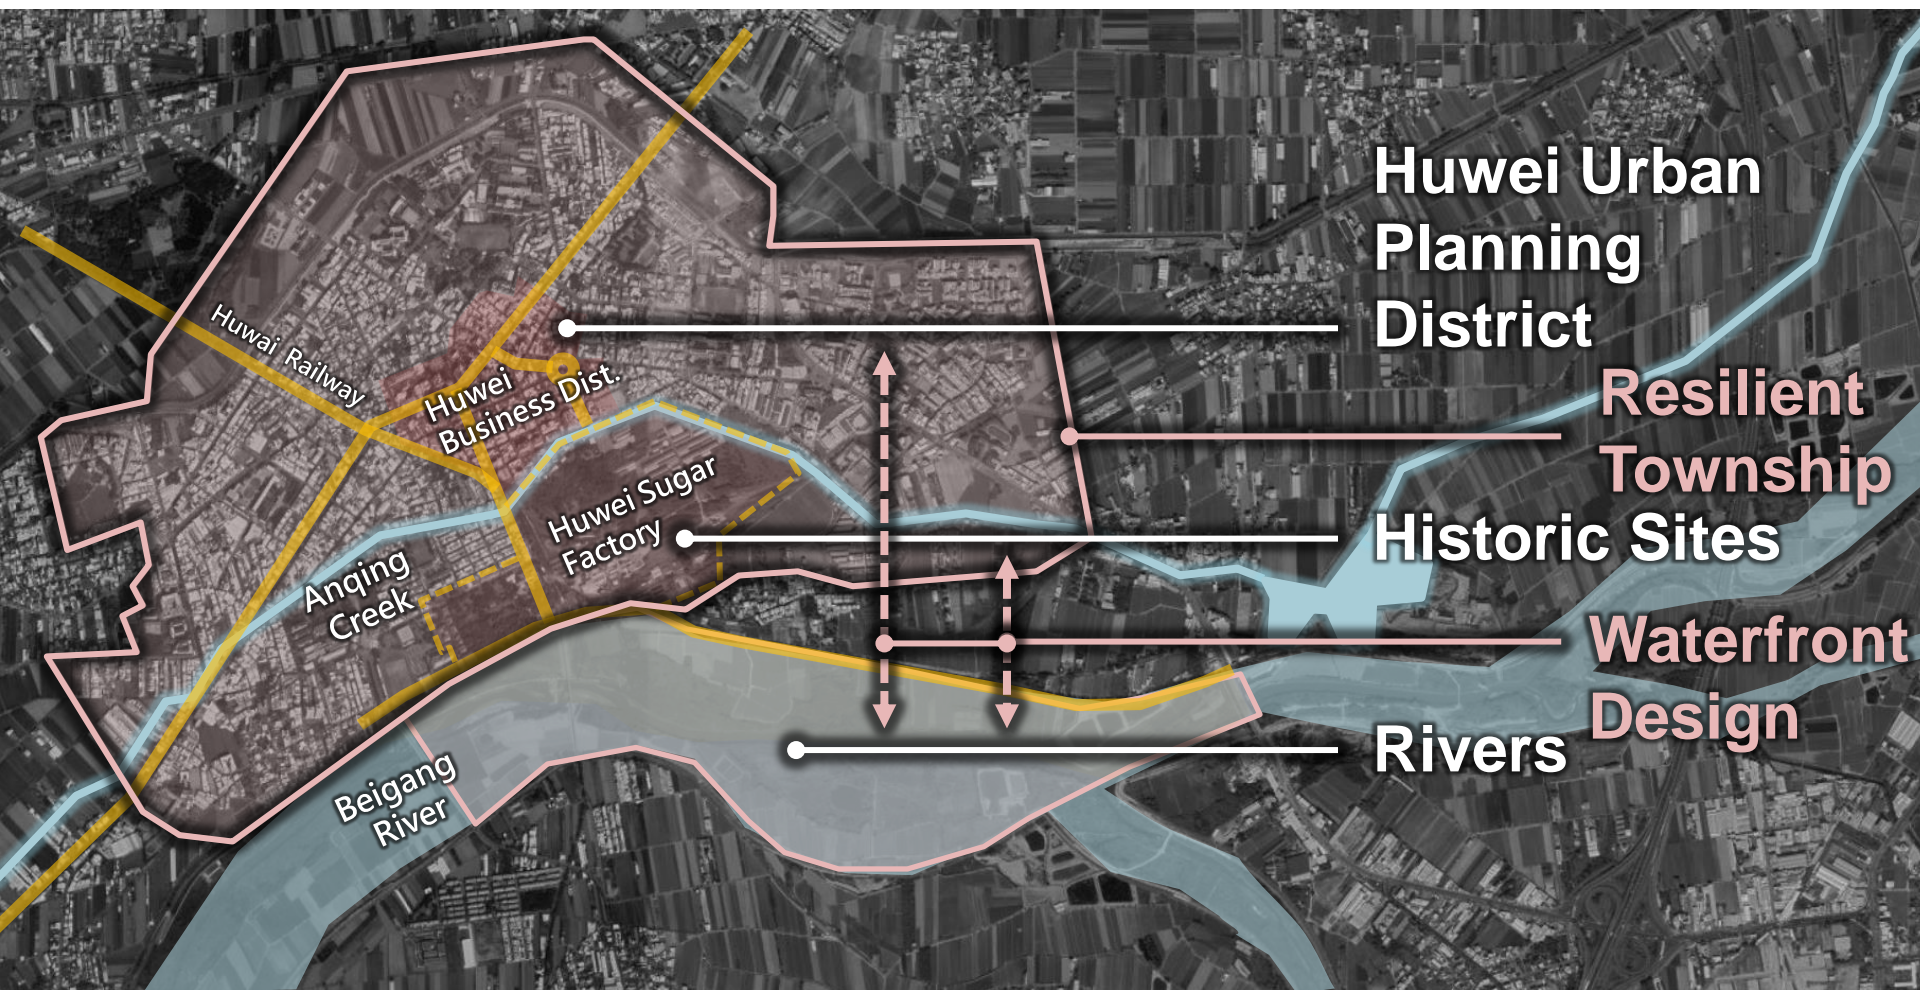 Huwei Urban
Planning
District
Resilient
Township
Historic Sites
Waterfront
Design
Rivers
Huwai Railway
Huwei
Business Dist.
Huwei Sugar
Factory
Anqing
Creek
Beigang
River